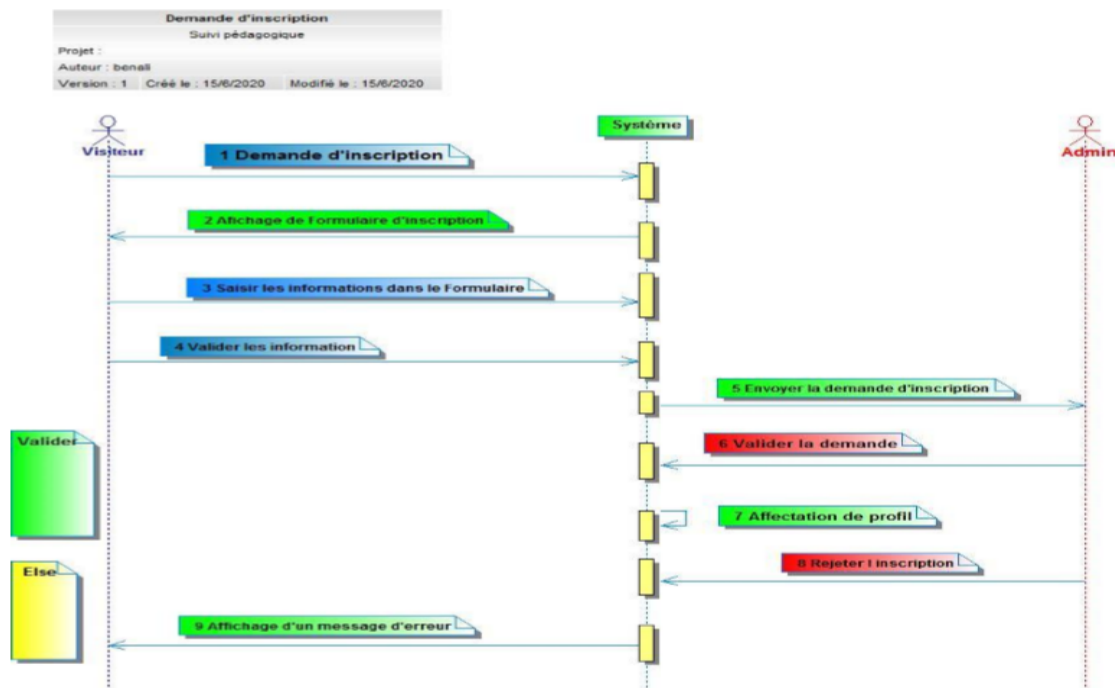 Demande d'inscription
Suivi pédagogique
Projet :
Auteur : benali
Version : 1 Créé le : 15/6/2020 Modifié le : 15/6/2020
Visiteur
Système
Admin
1 Demande d'inscription
2 Afichage de Formulaire d'inscription
3 Saisir les informations dans le Formulaire
4 Valider les information
5 Envoyer la demande d'inscription
Valider
6 Valider la demande
7 Affectation de profil
Else
8 Rejeter l inscription
9 Affichage d'un message d'erreur